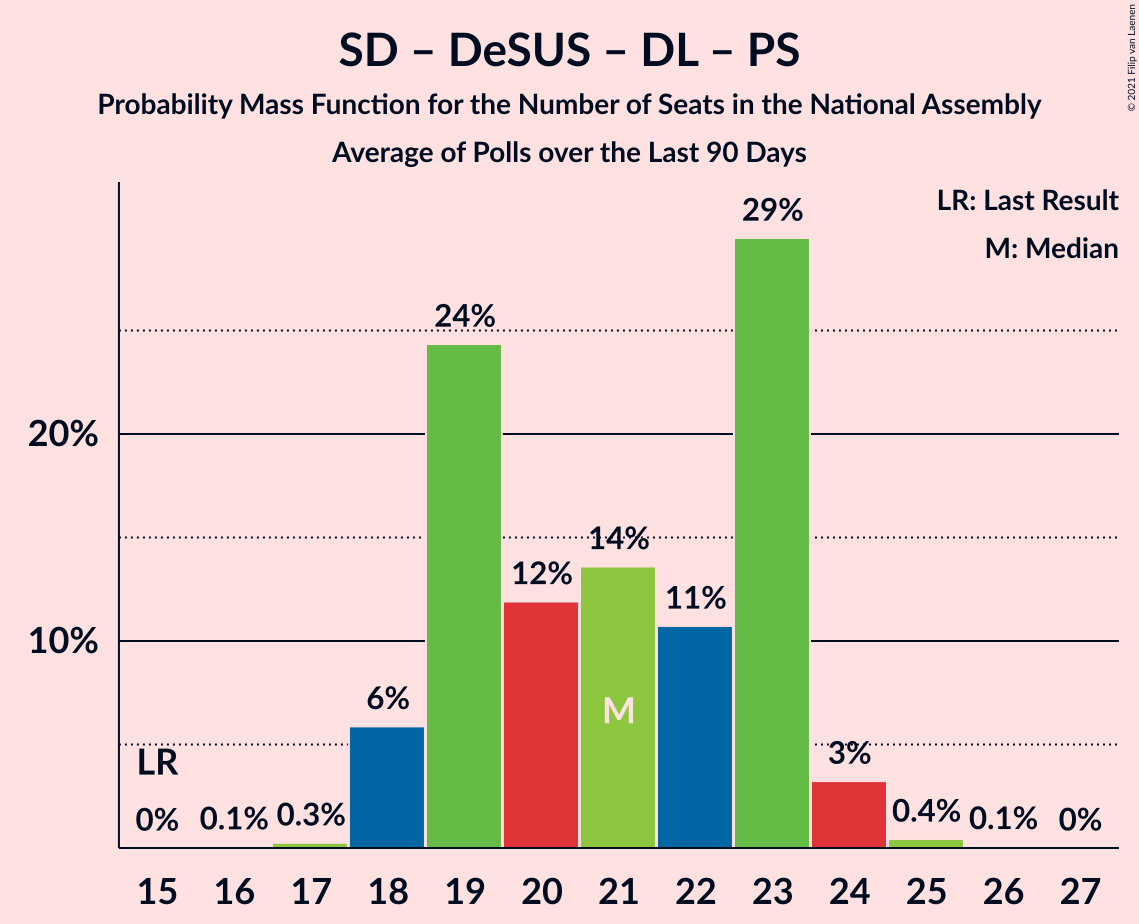 SD – DeSUS – DL – PS
Probability Mass Function for the Number of Seats in the National Assembly
Average of Polls over the Last 90 Days
© 2021 Filip van Laenen
LR: Last Result
M: Median
29%
24%
20%
14%
12%
11%
10%
6%
M
3%
LR
0% 0.1% 0.3% 0.4% 0.1% 0%
15 16 17 18 19 20 21 22 23 24 25 26 27